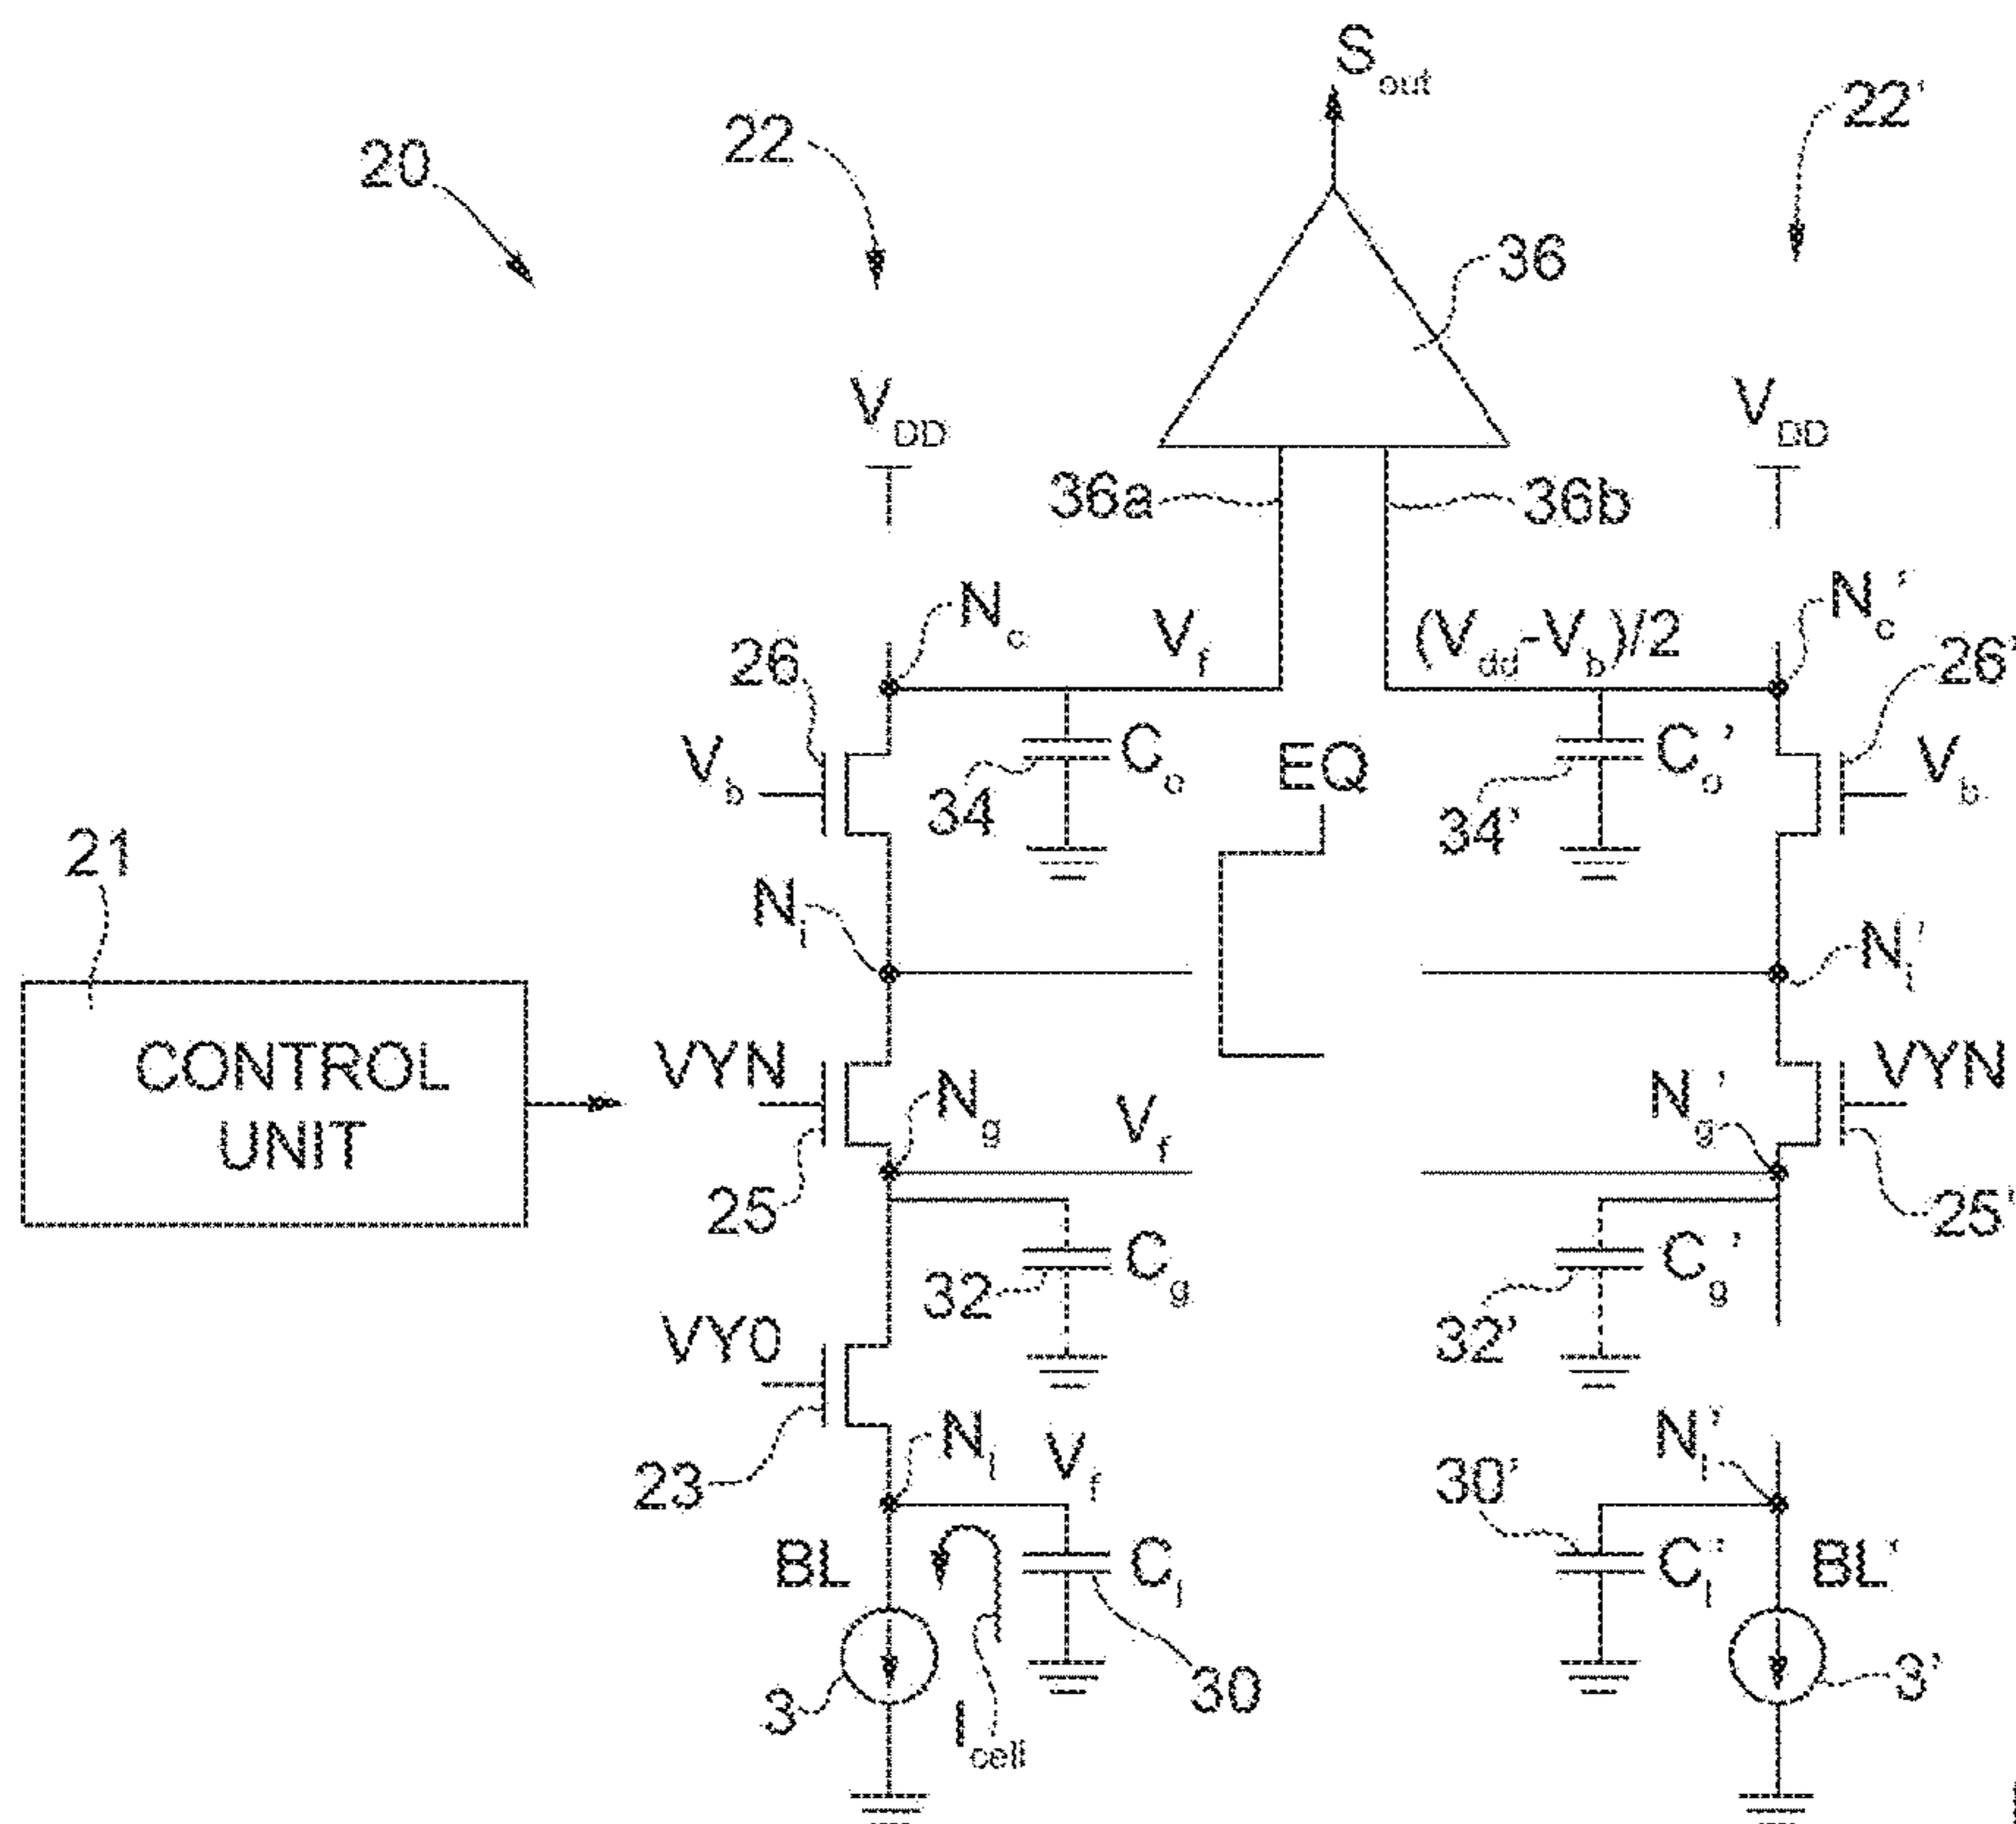 S_out
22'
22
20
36
V_DD
V_DD
36a
36b
N_c
V_f
(V_dd-V_b)/2
N_c'
26
26'
V_b
C_o
EQ
C_o'
V_b
34
34'
21
N_i
N_i'
CONTROL
UNIT
VYN
N_g
V_f
N_g'
VYN
25
25'
32
C_g
C_g'
32'
VY0
23
N_l
V_f
N_l'
30'
BL
C_l
C_l'
BL'
3
I_cell
30
3'